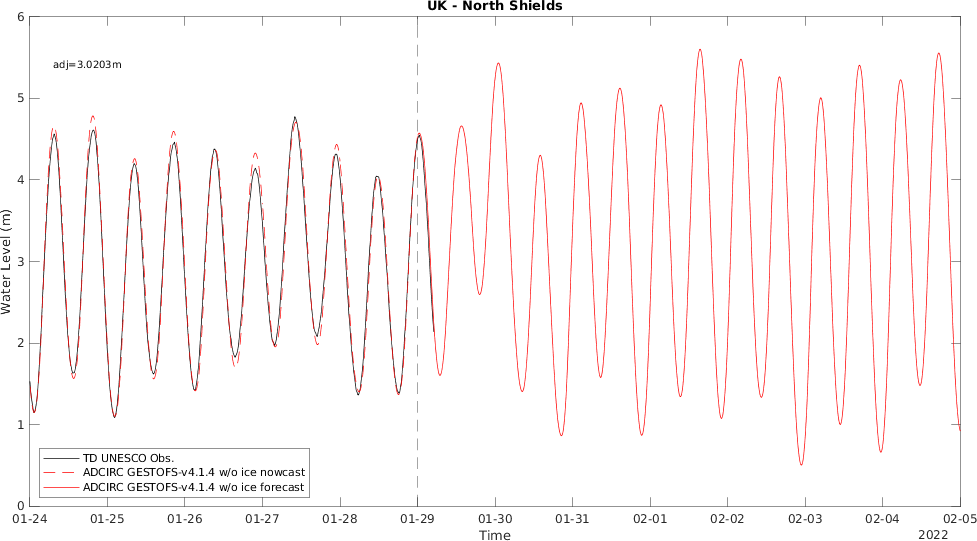 UK - North Shields
adj=3.0203m
Water Level (m)
6
5
4
3
2
1
0
TD UNESCO Obs.
ADCIRC GESTOFS-v4.1.4 w/o ice nowcast
ADCIRC GESTOFS-v4.1.4 w/o ice forecast
01-24 01-25 01-26 01-27 01-28 01-29 01-30 01-31 02-01 02-02 02-03 02-04 02-05
Time
2022